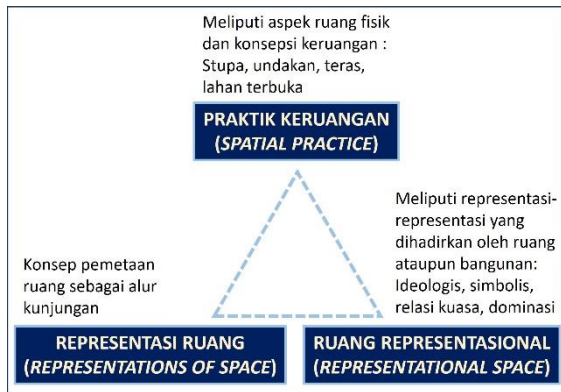 Meliputi aspek ruang fisik
dan konsepsi keruangan :
Stupa, undakan, teras,
lahan terbuka
PRAKTIK KERUANGAN
(SPATIAL PRACTICE)
Meliputi representasi-
representasi yang
dihadirkan oleh ruang
ataupun bangunan:
Ideologis, simbolis,
relasi kuasa, dominasi
Konsep pemetaan
ruang sebagai alur
kunjungan
REPRESENTASI RUANG
(REPRESENTATIONS OF SPACE)
RUANG REPRESENTASIONAL
(REPRESENTATIONAL SPACE)